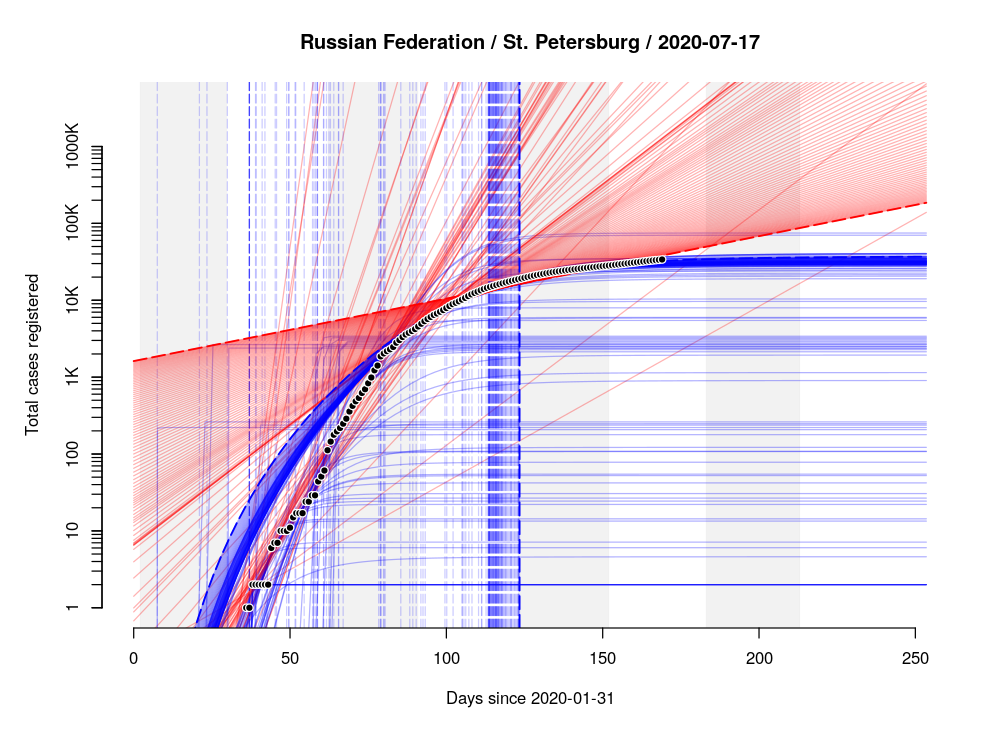 Russian Federation / St. Petersburg / 2020-07-17
Total cases registered
1000K
100K
10K
1K
100
10
1
0 50 100 150 200 250
Days since 2020-01-31